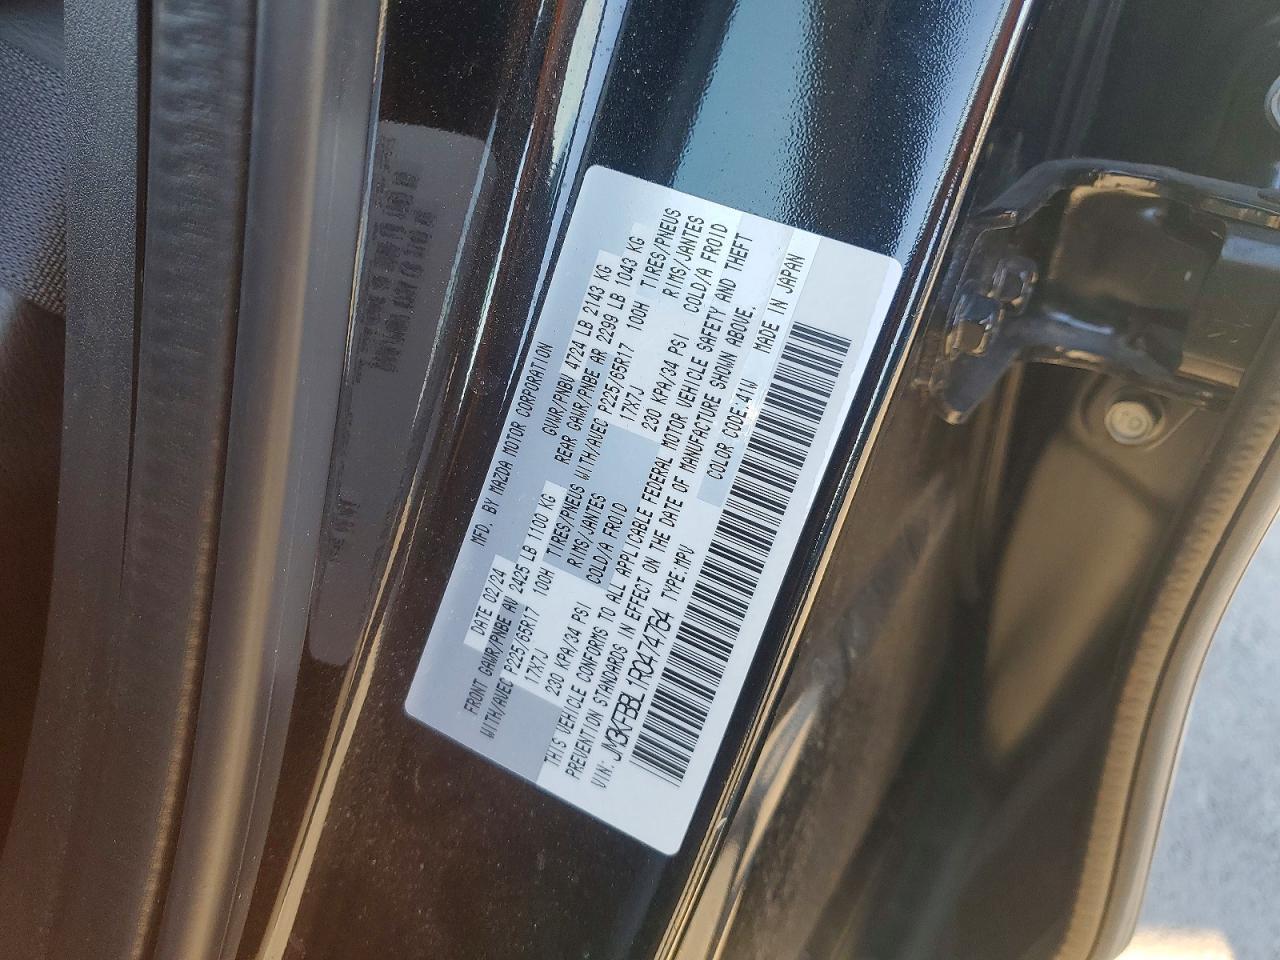 MFD. BY MAZDA MOTOR CORPORATION
DATE 02/24 GVWR/PNBV 4724 LB 2143 KG
FRONT GAWR/PNBE AV 2425 LB 1100 KG REAR GAWR/PNBE AR 2299 LB 1043 KG
WITH/AVEC P225/65R17 100H TIRES/PNEUS WITH/AVEC P225/65R17 100H TIRES/PNEUS
17X7J RIMS/JANTES 17X7J RIMS/JANTES
230 KPA/34 PSI COLD/A FROID 230 KPA/34 PSI COLD/A FROID
THIS VEHICLE CONFORMS TO ALL APPLICABLE FEDERAL MOTOR VEHICLE SAFETY AND THEFT
PREVENTION STANDARDS IN EFFECT ON THE DATE OF MANUFACTURE SHOWN ABOVE.
VIN: JM3KFBBL1R0474764 TYPE:MPV COLOR CODE:41W MADE IN JAPAN